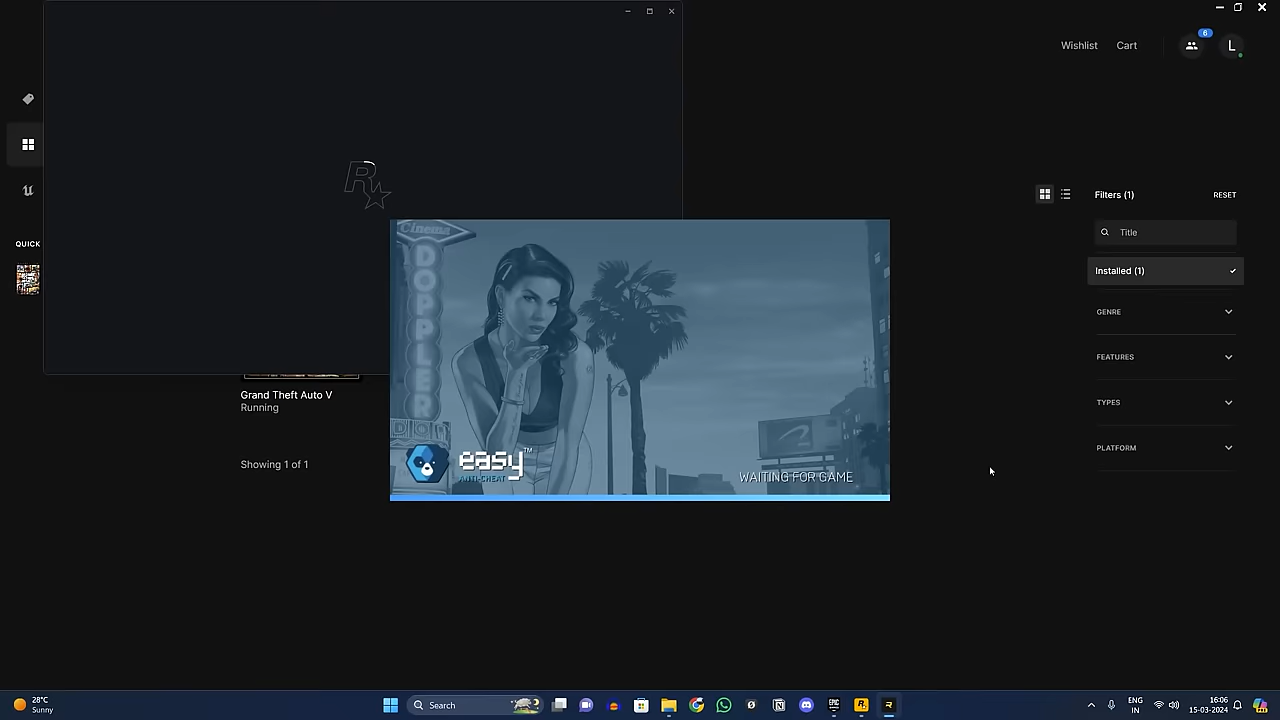 Wishlist
Cart
6
L
Filters (1)
RESET
Title
QUICK
Installed (1)
GENRE
FEATURES
TYPES
PLATFORM
Cinema
DOPPLER
Grand Theft Auto V
Running
Showing 1 of 1
easy™
ANTI-CHEAT
WAITING FOR GAME
28°C
Sunny
Search
EPIC
ENG
IN
16:06
15-03-2024